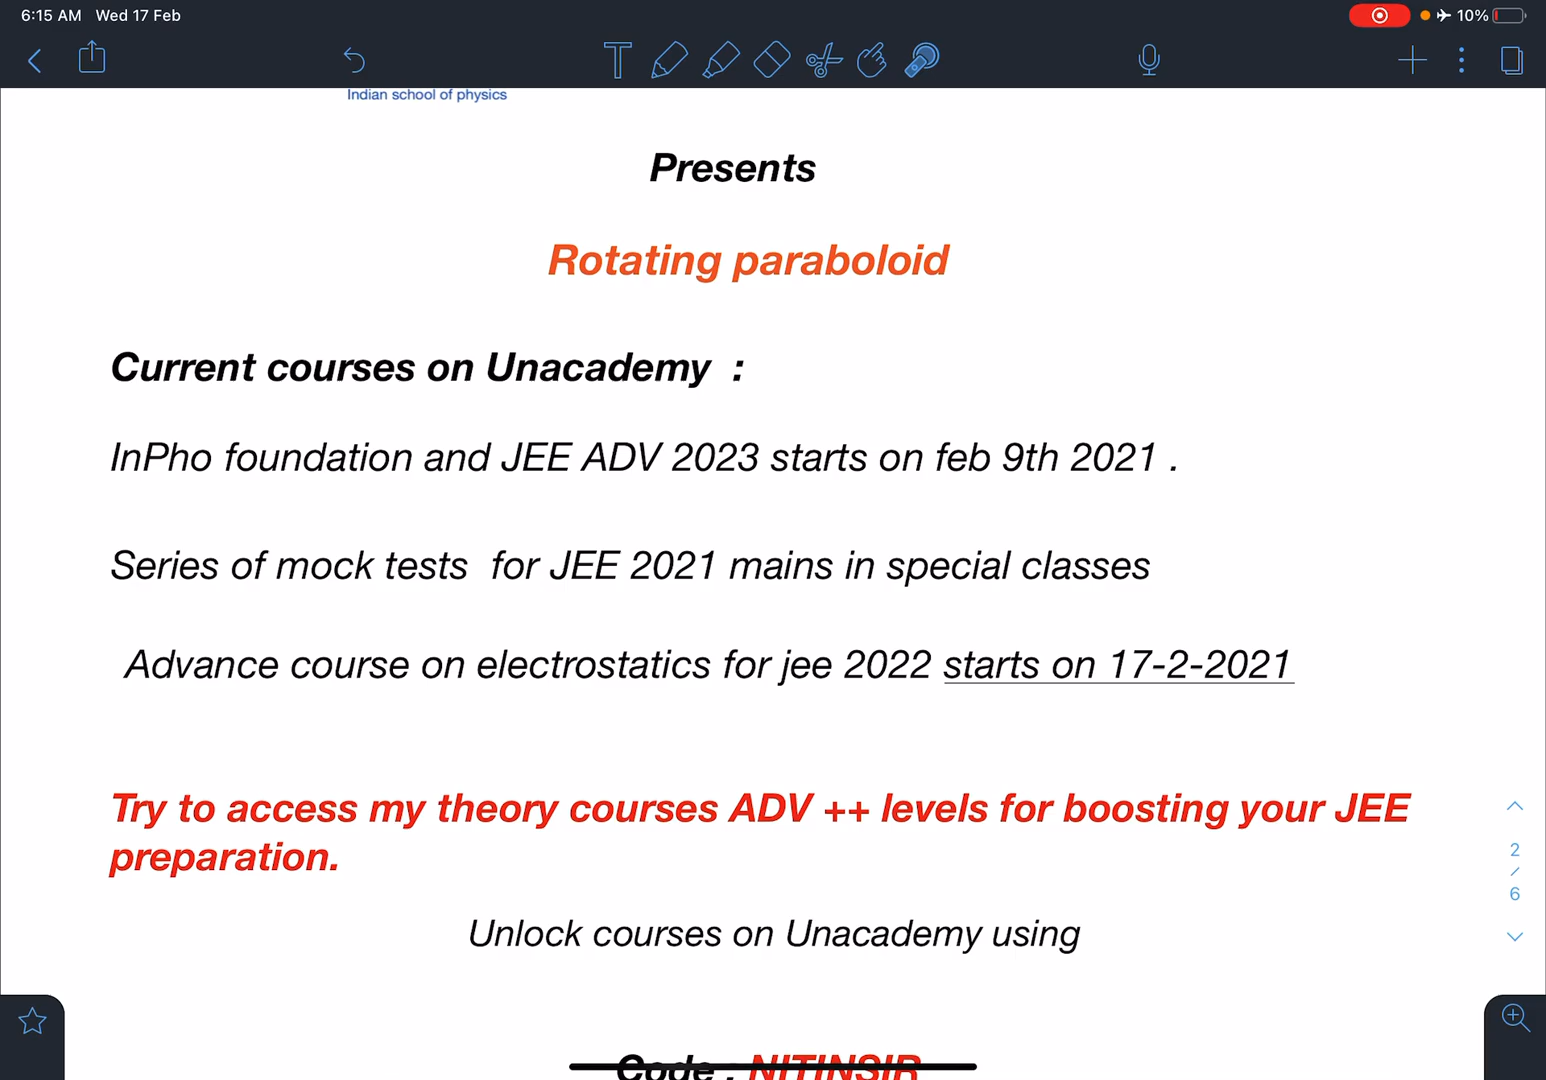 6:15 AM Wed 17 Feb
10%
Indian school of physics
Presents
Rotating paraboloid
Current courses on Unacademy :
InPho foundation and JEE ADV 2023 starts on feb 9th 2021 .
Series of mock tests for JEE 2021 mains in special classes
Advance course on electrostatics for jee 2022 starts on 17-2-2021
Try to access my theory courses ADV ++ levels for boosting your JEE
preparation.
2
/
6
Unlock courses on Unacademy using
Code : NITINSIR